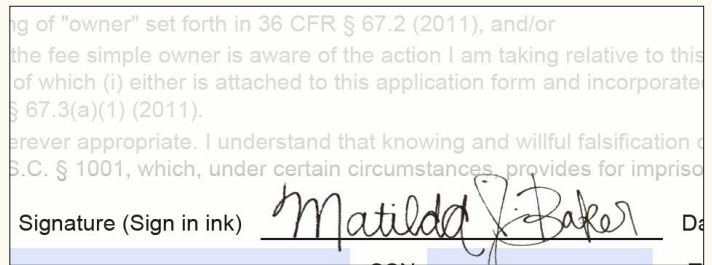 ng of "owner" set forth in 36 CFR § 67.2 (2011), and/or
the fee simple owner is aware of the action I am taking relative to this
of which (i) either is attached to this application form and incorporate
§ 67.3(a)(1) (2011).
erever appropriate. I understand that knowing and willful falsification
S.C. § 1001, which, under certain circumstances, provides for impriso
Signature (Sign in ink) Matilda J. Baker Da